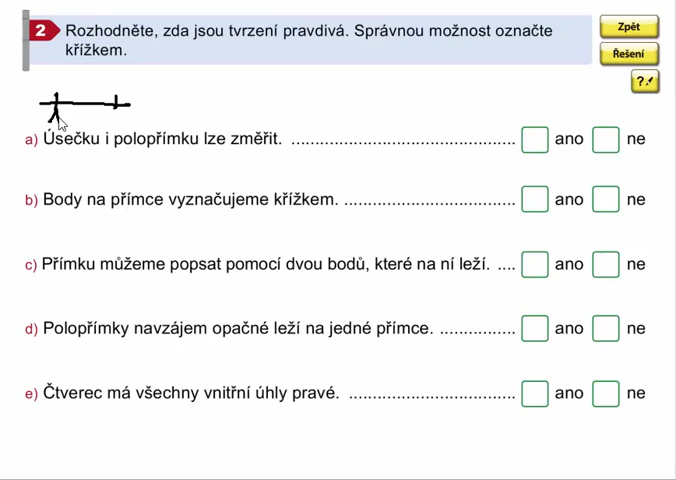 2 Rozhodněte, zda jsou tvrzení pravdivá. Správnou možnost označte
křížkem.
Zpět
Řešení
?
a) Úsečku i polopřímku lze změřit. ............................................... ano ne
b) Body na přímce vyznačujeme křížkem. .................................... ano ne
c) Přímku můžeme popsat pomocí dvou bodů, které na ní leží. .... ano ne
d) Polopřímky navzájem opačné leží na jedné přímce. ................ ano ne
e) Čtverec má všechny vnitřní úhly pravé. ................................... ano ne